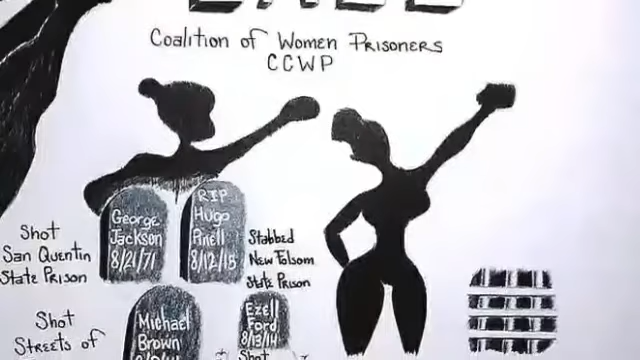 Coalition of Women Prisoners
CCWP
George
Jackson
8/21/71
RIP
Hugo
Pinell
8/12/15
Shot
San Quentin
State Prison
Stabbed
New Folsom
State Prison
Shot
Streets of
Michael
Brown
Ezell
Ford
8/13/14
Shot